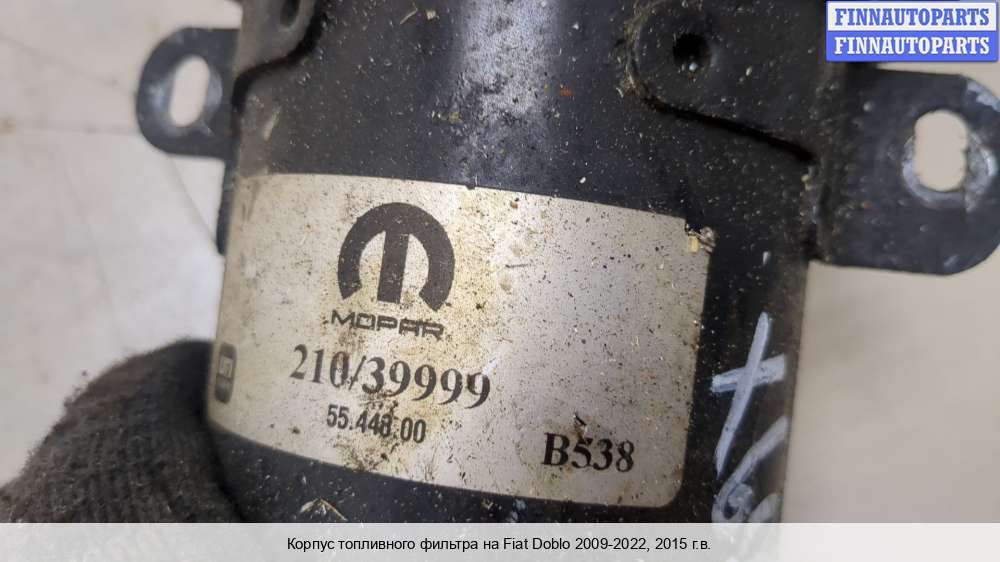 FINNAUTOPARTS
FINNAUTOPARTS
MOPAR
210/39999
55.448.00
B538
Корпус топливного фильтра на Fiat Doblo 2009-2022, 2015 г.в.